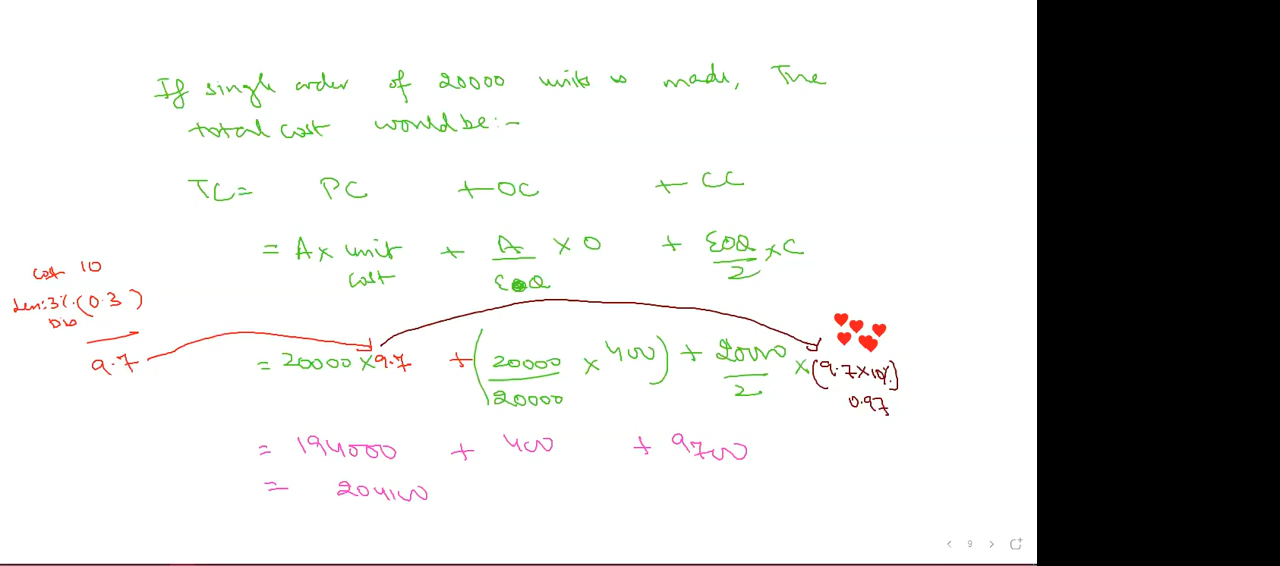 If single order of 20000 units is made, The
total cost would be:-
TC = PC + OC + CC
= A x unit cost + A/EOQ x O + EOQ/2 x C
cost 10
Len: 3% (0.3)
Dis
9.7
= 20000 x 9.7 + (20000/20000 x 400) + 20000/2 x (9.7 x 10%)
0.97
= 194000 + 400 + 9700
= 204100
9